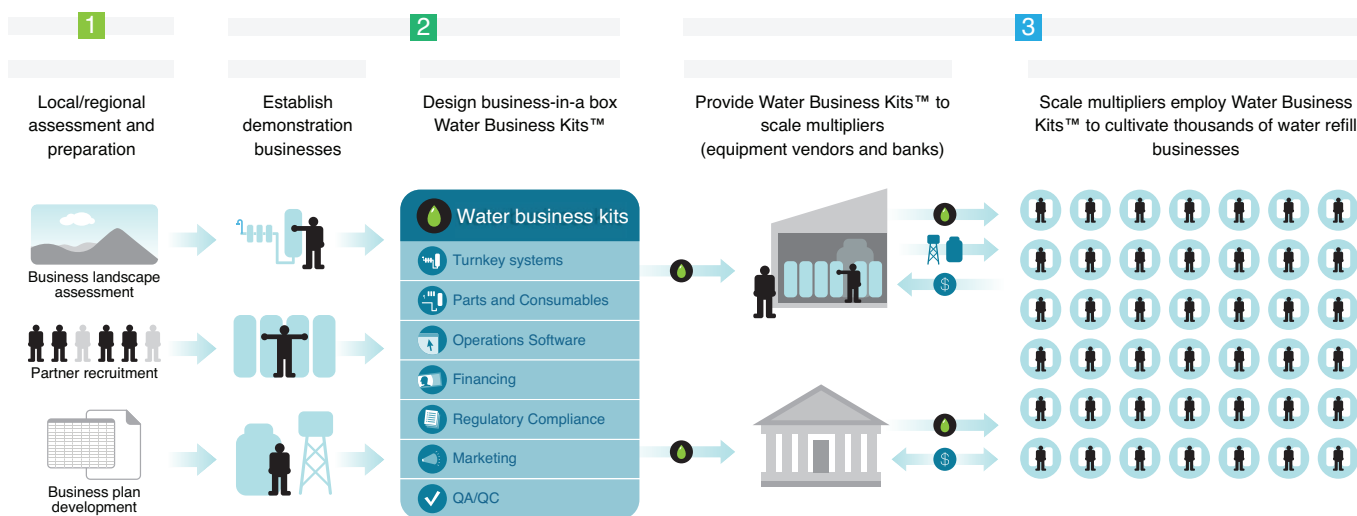 1
2
3
Local/regional
assessment and
preparation
Establish
demonstration
businesses
Design business-in-a box
Water Business Kits™
Provide Water Business Kits™ to
scale multipliers
(equipment vendors and banks)
Scale multipliers employ Water Business
Kits™ to cultivate thousands of water refill
businesses
Business landscape
assessment
Partner recruitment
Business plan
development
Water business kits
Turnkey systems
Parts and Consumables
Operations Software
Financing
Regulatory Compliance
Marketing
QA/QC
$
$